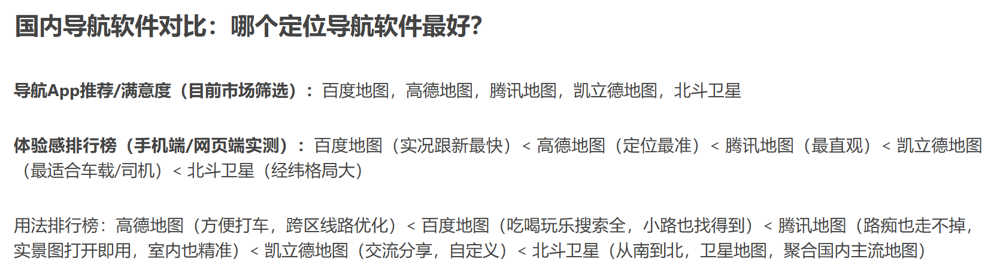 国内导航软件对比：哪个定位导航软件最好？
导航App推荐/满意度（目前市场筛选）：百度地图，高德地图，腾讯地图，凯立德地图，北斗卫星
体验感排行榜（手机端/网页端实测）：百度地图（实况跟新最快）< 高德地图（定位最准）< 腾讯地图（最直观）< 凯立德地图
（最适合车载/司机）< 北斗卫星（经纬格局大）
用法排行榜：高德地图（方便打车，跨区线路优化）< 百度地图（吃喝玩乐搜索全，小路也找得到）< 腾讯地图（路痴也走不掉，
实景图打开即用，室内也精准）< 凯立德地图（交流分享，自定义）< 北斗卫星（从南到北，卫星地图，聚合国内主流地图）